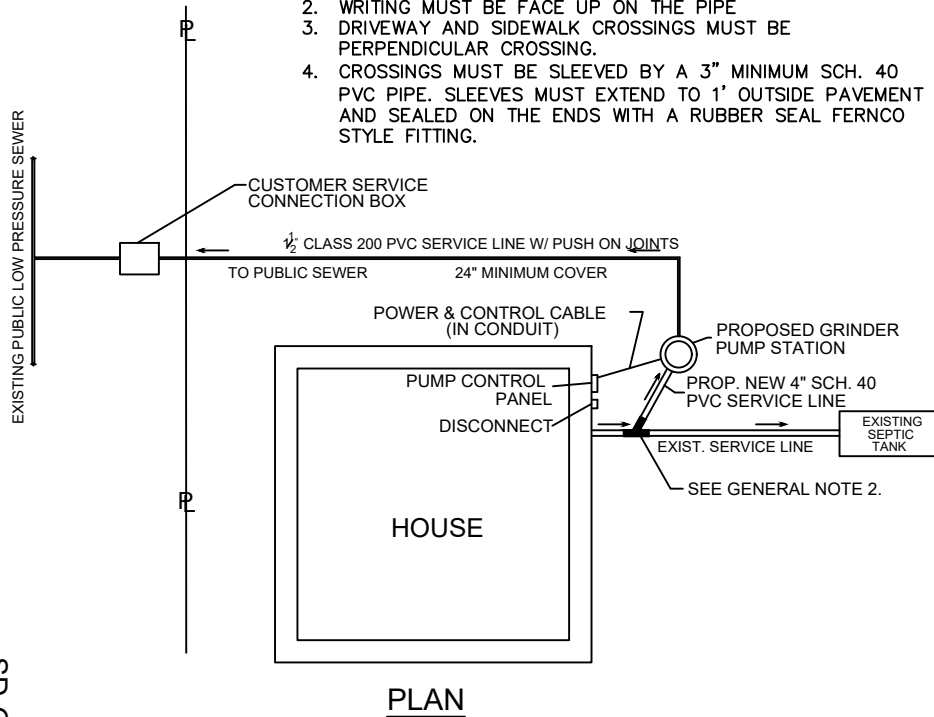 2. WRITING MUST BE FACE UP ON THE PIPE
3. DRIVEWAY AND SIDEWALK CROSSINGS MUST BE
PERPENDICULAR CROSSING.
4. CROSSINGS MUST BE SLEEVED BY A 3" MINIMUM SCH. 40
PVC PIPE. SLEEVES MUST EXTEND TO 1' OUTSIDE PAVEMENT
AND SEALED ON THE ENDS WITH A RUBBER SEAL FERNCO
STYLE FITTING.
PL
EXISTING PUBLIC LOW PRESSURE SEWER
CUSTOMER SERVICE
CONNECTION BOX
CLASS 200 PVC SERVICE LINE W/ PUSH ON JOINTS
TO PUBLIC SEWER
24" MINIMUM COVER
POWER & CONTROL CABLE
(IN CONDUIT)
PROPOSED GRINDER
PUMP STATION
PUMP CONTROL
PANEL
PROP. NEW 4" SCH. 40
PVC SERVICE LINE
DISCONNECT
EXISTING
SEPTIC
TANK
EXIST. SERVICE LINE
PL
SEE GENERAL NOTE 2.
HOUSE
PLAN